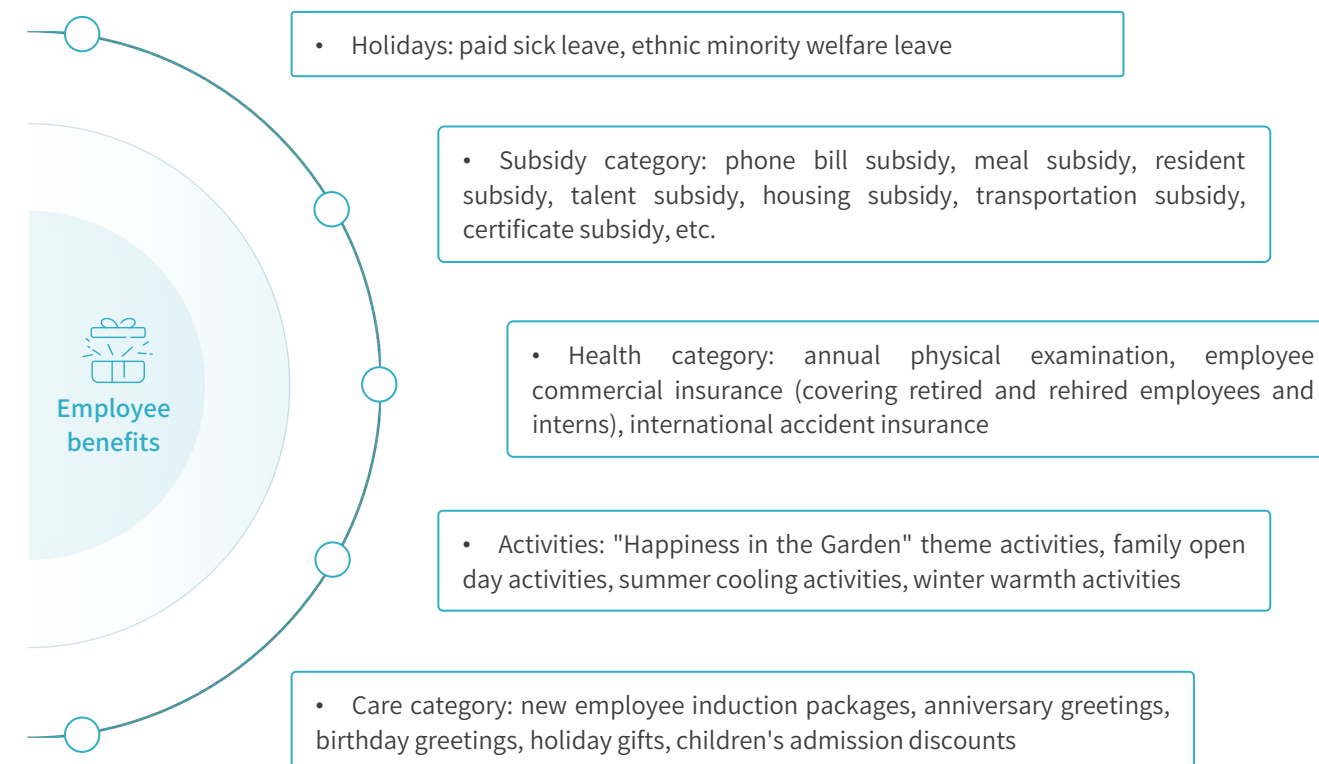 • Holidays: paid sick leave, ethnic minority welfare leave
• Subsidy category: phone bill subsidy, meal subsidy, resident
subsidy, talent subsidy, housing subsidy, transportation subsidy,
certificate subsidy, etc.
• Health category: annual physical examination, employee
commercial insurance (covering retired and rehired employees and
interns), international accident insurance
Employee
benefits
• Activities: "Happiness in the Garden" theme activities, family open
day activities, summer cooling activities, winter warmth activities
• Care category: new employee induction packages, anniversary greetings,
birthday greetings, holiday gifts, children's admission discounts